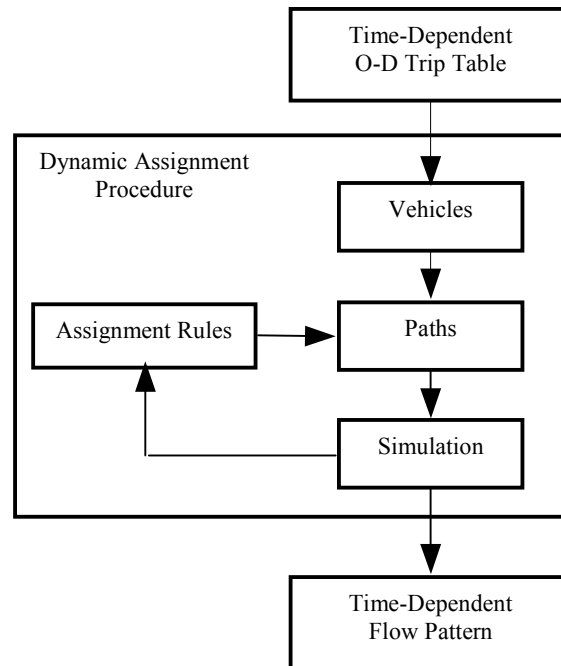 Time-Dependent
O-D Trip Table
Dynamic Assignment
Procedure
Vehicles
Assignment Rules
Paths
Simulation
Time-Dependent
Flow Pattern